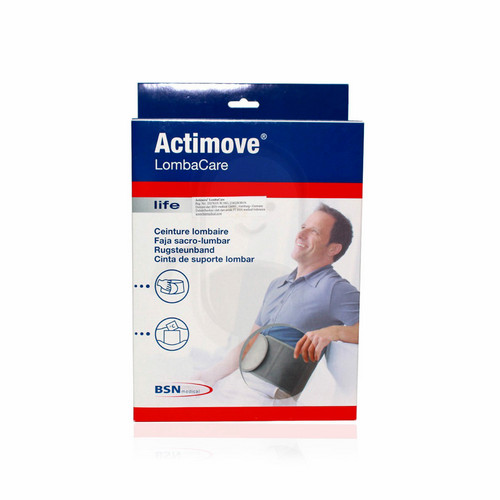 Actimove®
LombaCare
life
Ceinture lombaire
Faja sacro-lumbar
Rugsteunband
Cinta de suporte lombar
BSN medical